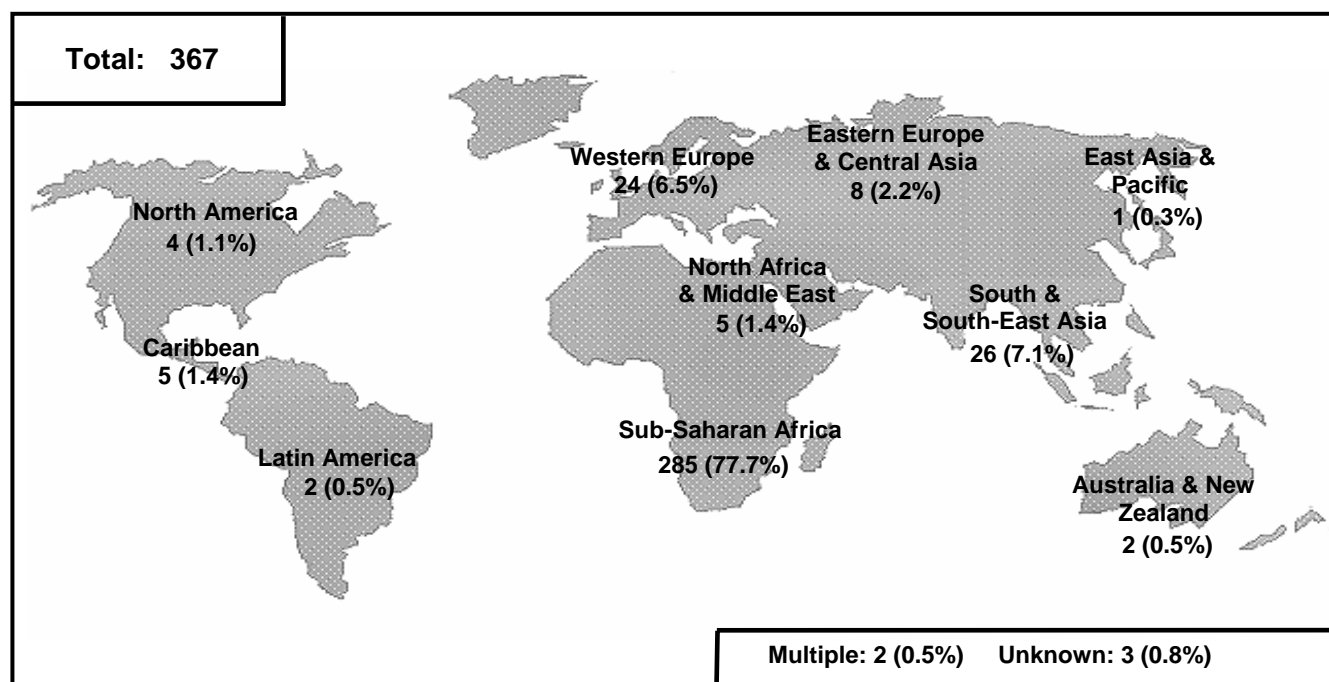 Total: 367
Eastern Europe
& Central Asia
8 (2.2%)
Western Europe
24 (6.5%)
East Asia &
Pacific
1 (0.3%)
North America
4 (1.1%)
North Africa
& Middle East
5 (1.4%)
South &
South-East Asia
26 (7.1%)
Caribbean
5 (1.4%)
Sub-Saharan Africa
285 (77.7%)
Latin America
2 (0.5%)
Australia & New
Zealand
2 (0.5%)
Multiple: 2 (0.5%) Unknown: 3 (0.8%)